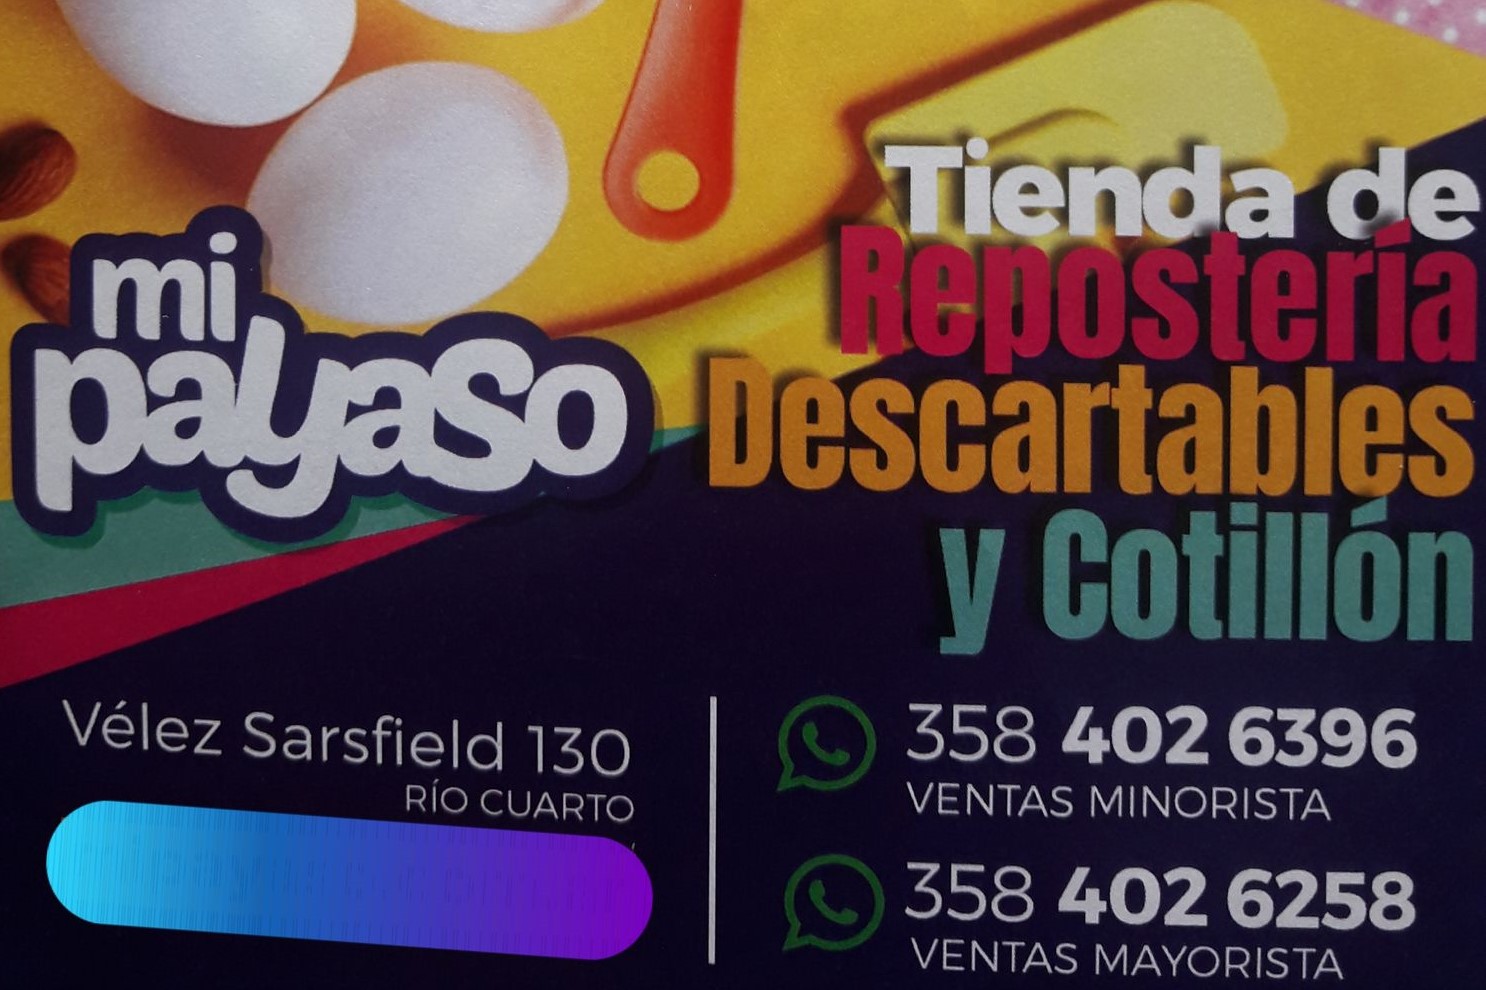 mi
payaso
Tienda de
Repostería
Descartables
y Cotillón
Vélez Sarsfield 130
RÍO CUARTO
358 402 6396
VENTAS MINORISTA
358 402 6258
VENTAS MAYORISTA